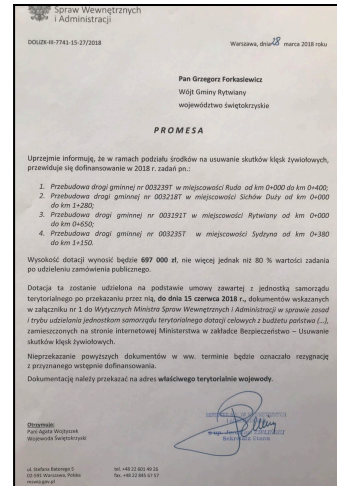 Spraw Wewnętrznych
i Administracji
DOLiZK-III-7741-15-27/2018
Warszawa, dnia 28 marca 2018 roku
Pan Grzegorz Forkasiewicz
Wójt Gminy Rytwiany
województwo świętokrzyskie
PROMESA
Uprzejmie informuję, że w ramach podziału środków na usuwanie skutków klęsk żywiołowych,
przewiduje się dofinansowanie w 2018 r. zadań pn.:
1. Przebudowa drogi gminnej nr 003239T w miejscowości Ruda od km 0+000 do km 0+400;
2. Przebudowa drogi gminnej nr 003218T w miejscowości Sichów Duży od km 0+000
do km 1+280;
3. Przebudowa drogi gminnej nr 003191T w miejscowości Rytwiany od km 0+000
do km 0+650;
4. Przebudowa drogi gminnej nr 003235T w miejscowości Sydzyna od km 0+380
do km 1+150.
Wysokość dotacji wynosić będzie 697 000 zł, nie więcej jednak niż 80 % wartości zadania
po udzieleniu zamówienia publicznego.
Dotacja ta zostanie udzielona na podstawie umowy zawartej z jednostką samorządu
terytorialnego po przekazaniu przez nią, do dnia 15 czerwca 2018 r., dokumentów wskazanych
w załączniku nr 1 do Wytycznych Ministra Spraw Wewnętrznych i Administracji w sprawie zasad
i trybu udzielania jednostkom samorządu terytorialnego dotacji celowych z budżetu państwa (...),
zamieszczonych na stronie internetowej Ministerstwa w zakładce Bezpieczeństwo – Usuwanie
skutków klęsk żywiołowych.
Nieprzekazanie powyższych dokumentów w ww. terminie będzie oznaczało rezygnację
z przyznanego wstępnie dofinansowania.
Dokumentację należy przekazać na adres właściwego terytorialnie wojewody.
Otrzymuje:
Pani Agata Wojtyszek
Wojewoda Świętokrzyski
ul. Stefana Batorego 5
02-591 Warszawa, Polska
mswia.gov.pl
tel. +48 22 601 40 26
fax. +48 22 845 67 57